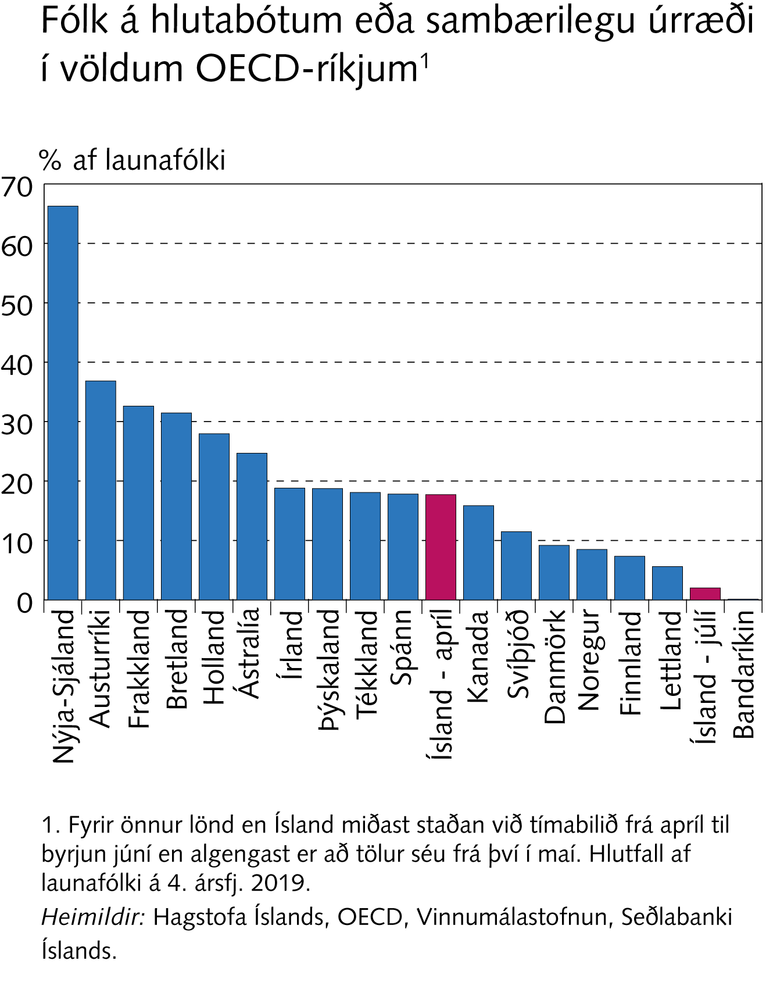 Fólk á hlutabótum eða sambærilegu úrræði
í völdum OECD-ríkjum¹
% af launafólki
70
60
50
40
30
20
10
0
Nýja-Sjáland
Austurríki
Frakkland
Bretland
Holland
Ástralía
Írland
Þýskaland
Tékkland
Spánn
Ísland - apríl
Kanada
Svíþjóð
Danmörk
Noregur
Finnland
Lettland
Ísland - júlí
Bandaríkin
1. Fyrir önnur lönd en Ísland miðast staðan við tímabilið frá apríl til
byrjun júní en algengast er að tölur séu frá því í maí. Hlutfall af
launafólki á 4. ársfj. 2019.
Heimildir: Hagstofa Íslands, OECD, Vinnumálastofnun, Seðlabanki
Íslands.